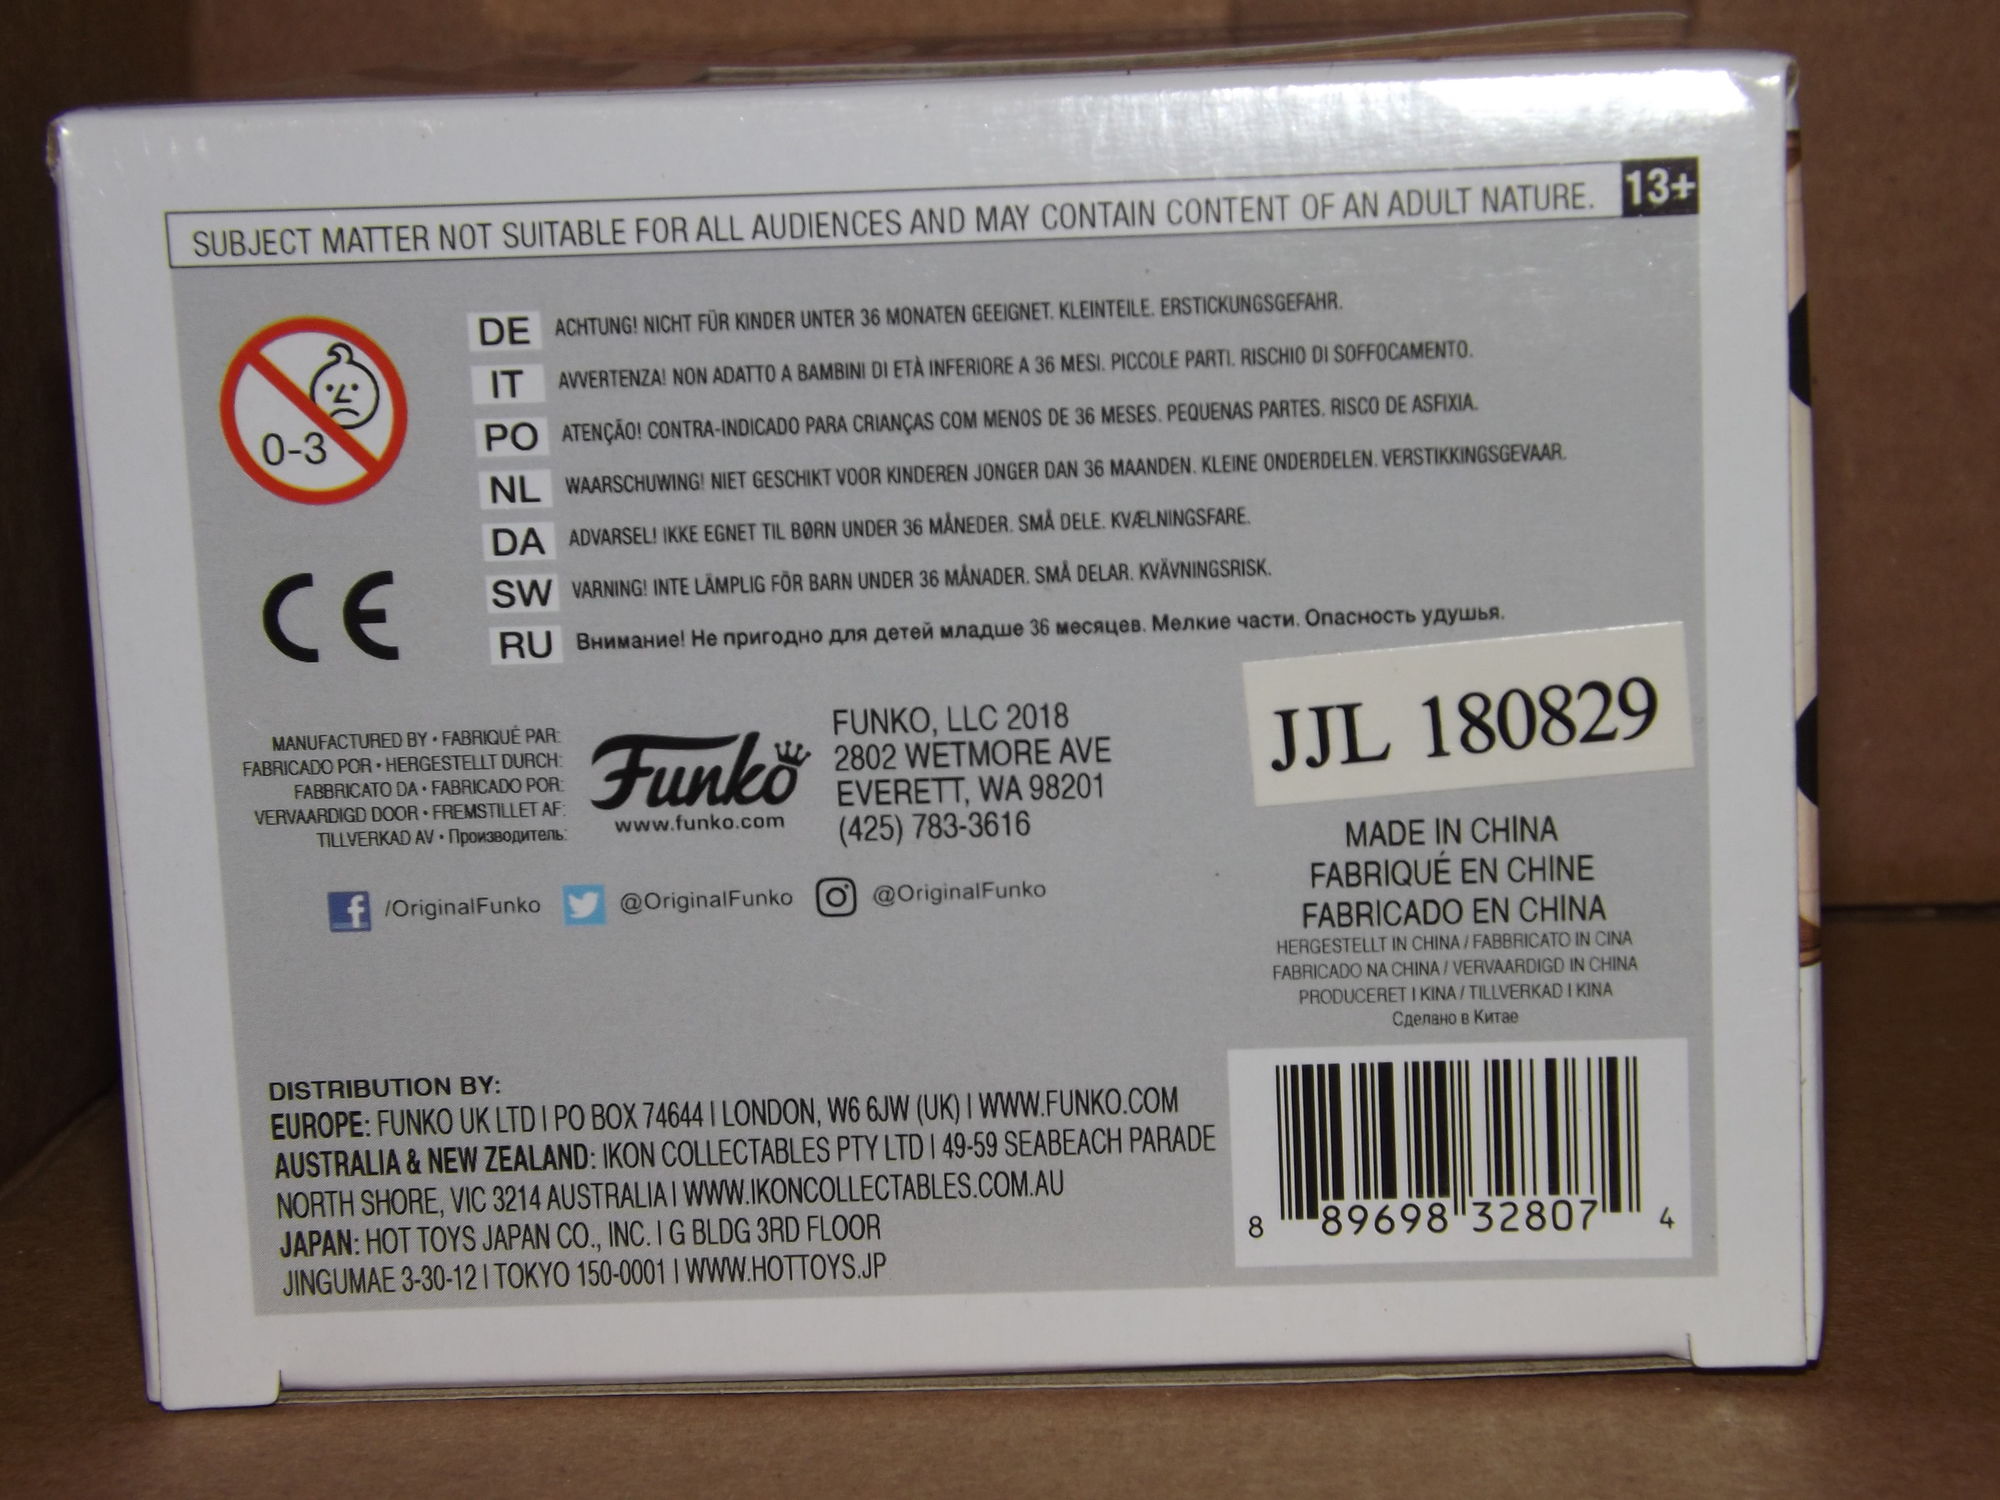 SUBJECT MATTER NOT SUITABLE FOR ALL AUDIENCES AND MAY CONTAIN CONTENT OF AN ADULT NATURE. 13+
0-3
DE ACHTUNG! NICHT FÜR KINDER UNTER 36 MONATEN GEEIGNET. KLEINTEILE. ERSTICKUNGSGEFAHR.
IT AVVERTENZA! NON ADATTO A BAMBINI DI ETÀ INFERIORE A 36 MESI. PICCOLE PARTI. RISCHIO DI SOFFOCAMENTO.
PO ATENÇÃO! CONTRA-INDICADO PARA CRIANÇAS COM MENOS DE 36 MESES. PEQUENAS PARTES. RISCO DE ASFIXIA.
NL WAARSCHUWING! NIET GESCHIKT VOOR KINDEREN JONGER DAN 36 MAANDEN. KLEINE ONDERDELEN. VERSTIKKINGSGEVAAR.
DA ADVARSEL! IKKE EGNET TIL BØRN UNDER 36 MÅNEDER. SMÅ DELE. KVÆLNINGSFARE.
SW VARNING! INTE LÄMPLIG FÖR BARN UNDER 36 MÅNADER. SMÅ DELAR. KVÄVNINGSRISK.
RU Внимание! Не пригодно для детей младше 36 месяцев. Мелкие части. Опасность удушья.
CE
MANUFACTURED BY • FABRIQUÉ PAR:
FABRICADO POR • HERGESTELLT DURCH:
FABBRICATO DA • FABRICADO POR:
VERVAARDIGD DOOR • FREMSTILLET AF:
TILLVERKAD AV • Производитель:
Funko
www.funko.com
FUNKO, LLC 2018
2802 WETMORE AVE
EVERETT, WA 98201
(425) 783-3616
JJL 180829
/OriginalFunko @OriginalFunko @OriginalFunko
MADE IN CHINA
FABRIQUÉ EN CHINE
FABRICADO EN CHINA
HERGESTELLT IN CHINA / FABBRICATO IN CINA
FABRICADO NA CHINA / VERVAARDIGD IN CHINA
PRODUCERET I KINA / TILLVERKAD I KINA
Сделано в Китае
DISTRIBUTION BY:
EUROPE: FUNKO UK LTD | PO BOX 74644 | LONDON, W6 6JW (UK) | WWW.FUNKO.COM
AUSTRALIA & NEW ZEALAND: IKON COLLECTABLES PTY LTD | 49-59 SEABEACH PARADE
NORTH SHORE, VIC 3214 AUSTRALIA | WWW.IKONCOLLECTABLES.COM.AU
JAPAN: HOT TOYS JAPAN CO., INC. | G BLDG 3RD FLOOR
JINGUMAE 3-30-12 | TOKYO 150-0001 | WWW.HOTTOYS.JP
8 89698 32807 4